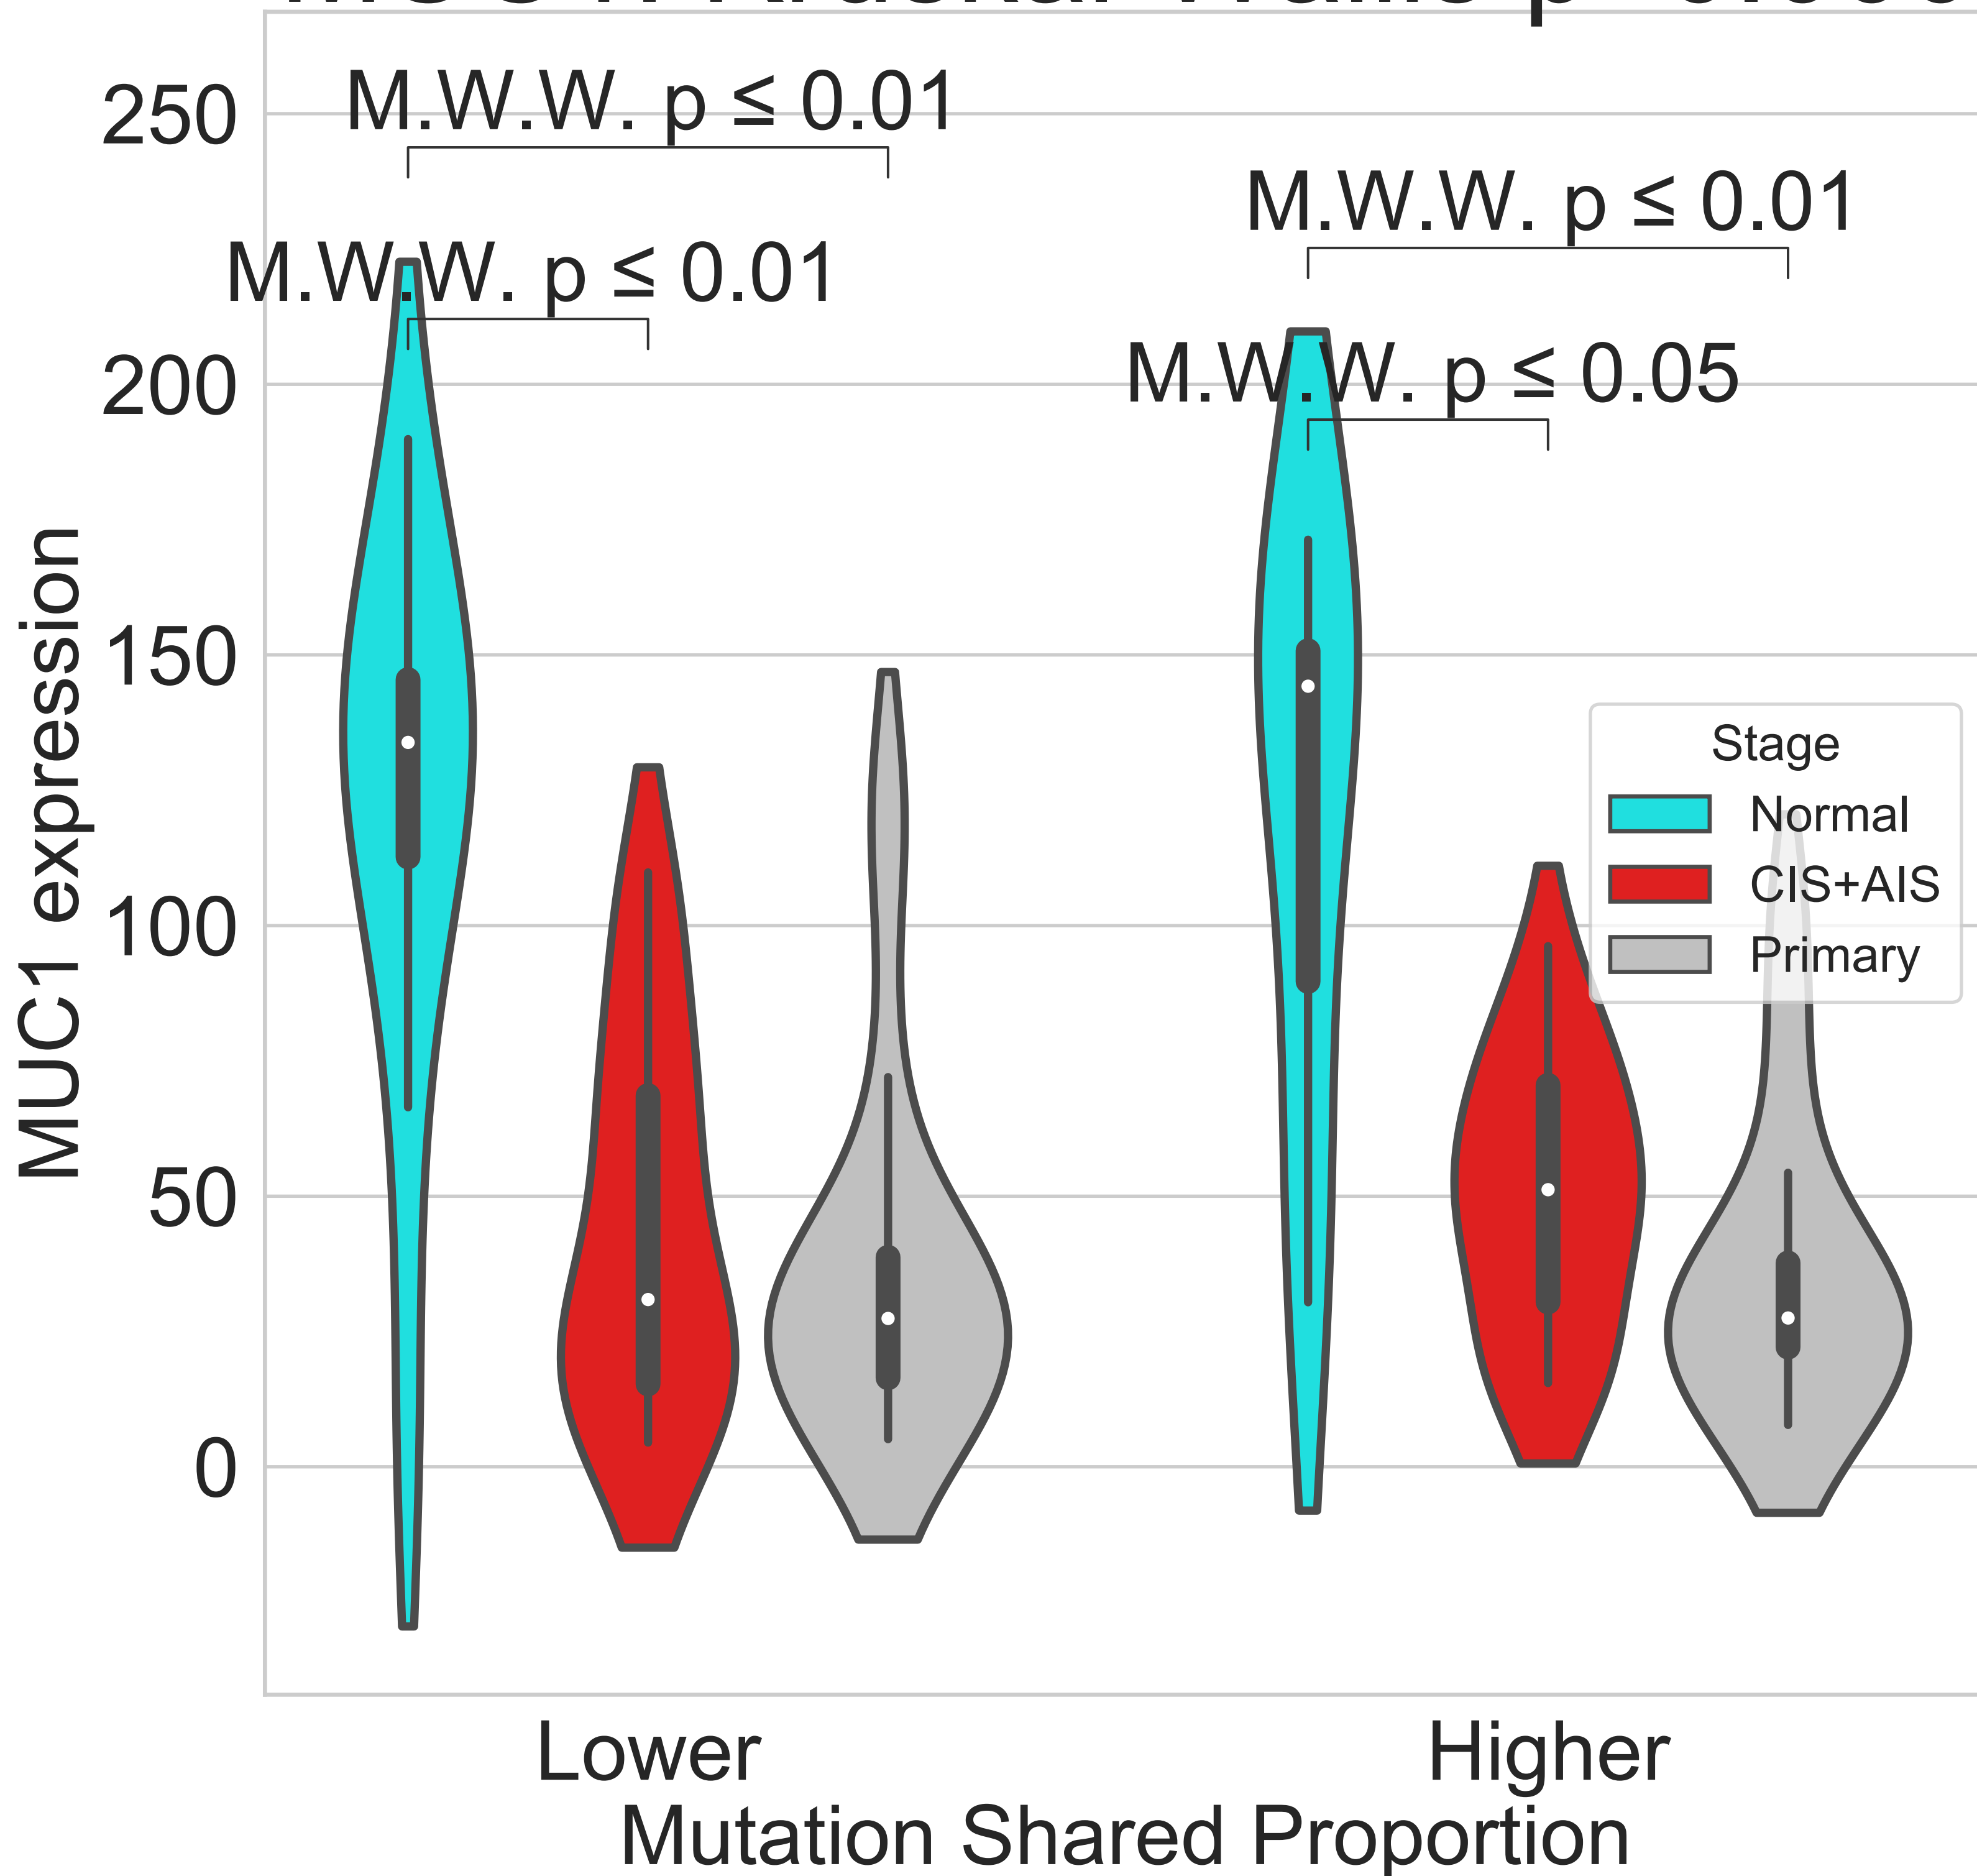 M.W.W. p ≤ 0.01
M.W.W. p ≤ 0.01
M.W.W. p ≤ 0.01
M.W.W. p ≤ 0.05
250
200
150
100
50
0
MUC1 expression
Stage
Normal
CIS+AIS
Primary
Lower
Higher
Mutation Shared Proportion